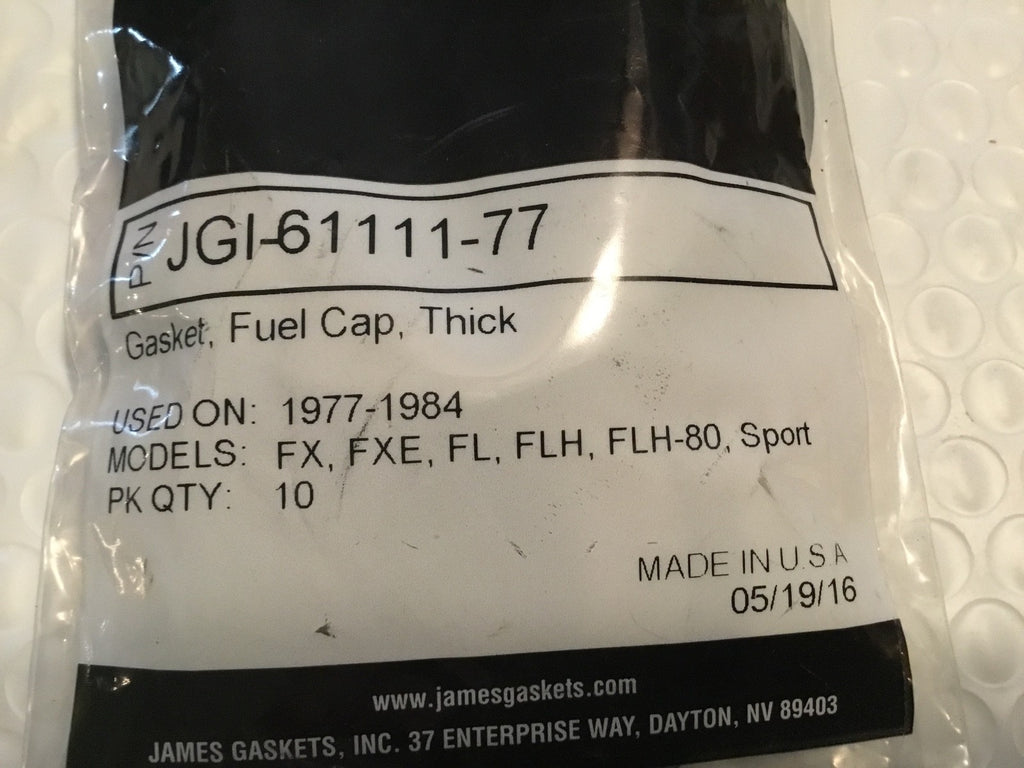 P/N JGI-61111-77
Gasket, Fuel Cap, Thick
USED ON: 1977-1984
MODELS: FX, FXE, FL, FLH, FLH-80, Sport
PK QTY: 10
MADE IN U.S.A
05/19/16
www.jamesgaskets.com
JAMES GASKETS, INC. 37 ENTERPRISE WAY, DAYTON, NV 89403